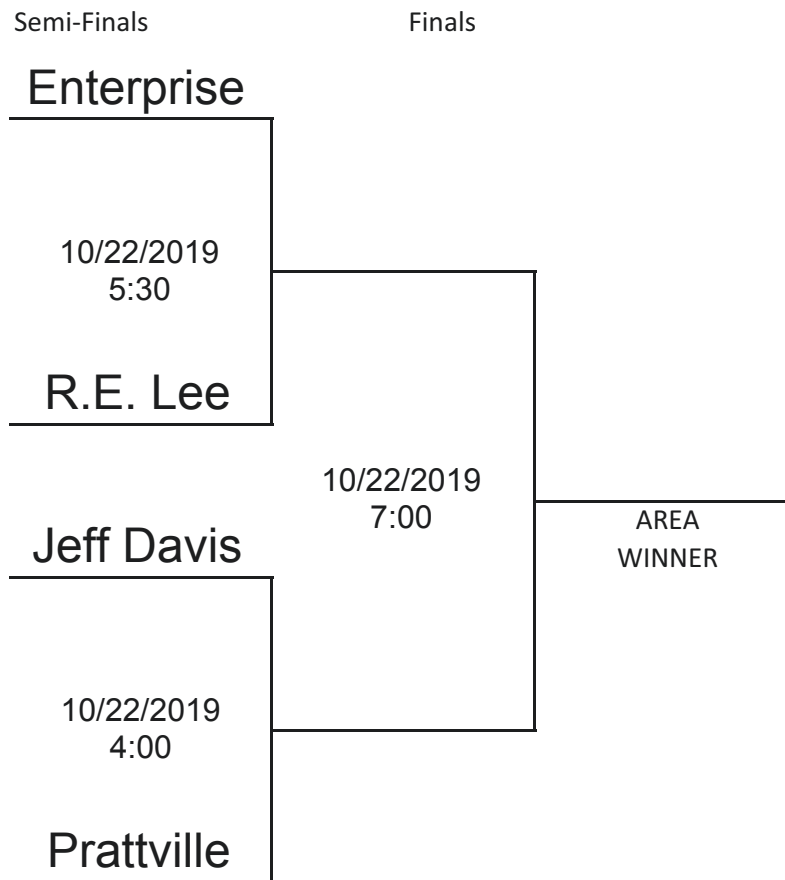 Semi-Finals
Finals
Enterprise
10/22/2019
5:30
R.E. Lee
10/22/2019
7:00
AREA
WINNER
Jeff Davis
10/22/2019
4:00
Prattville